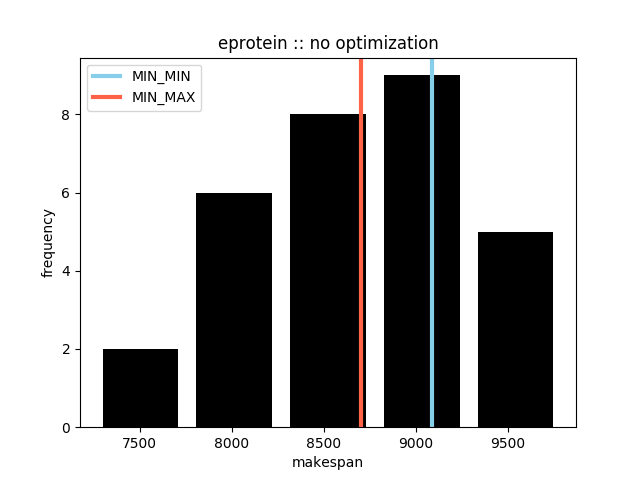 eprotein :: no optimization
MIN_MIN
MIN_MAX
frequency
8
6
4
2
0
7500 8000 8500 9000 9500
makespan